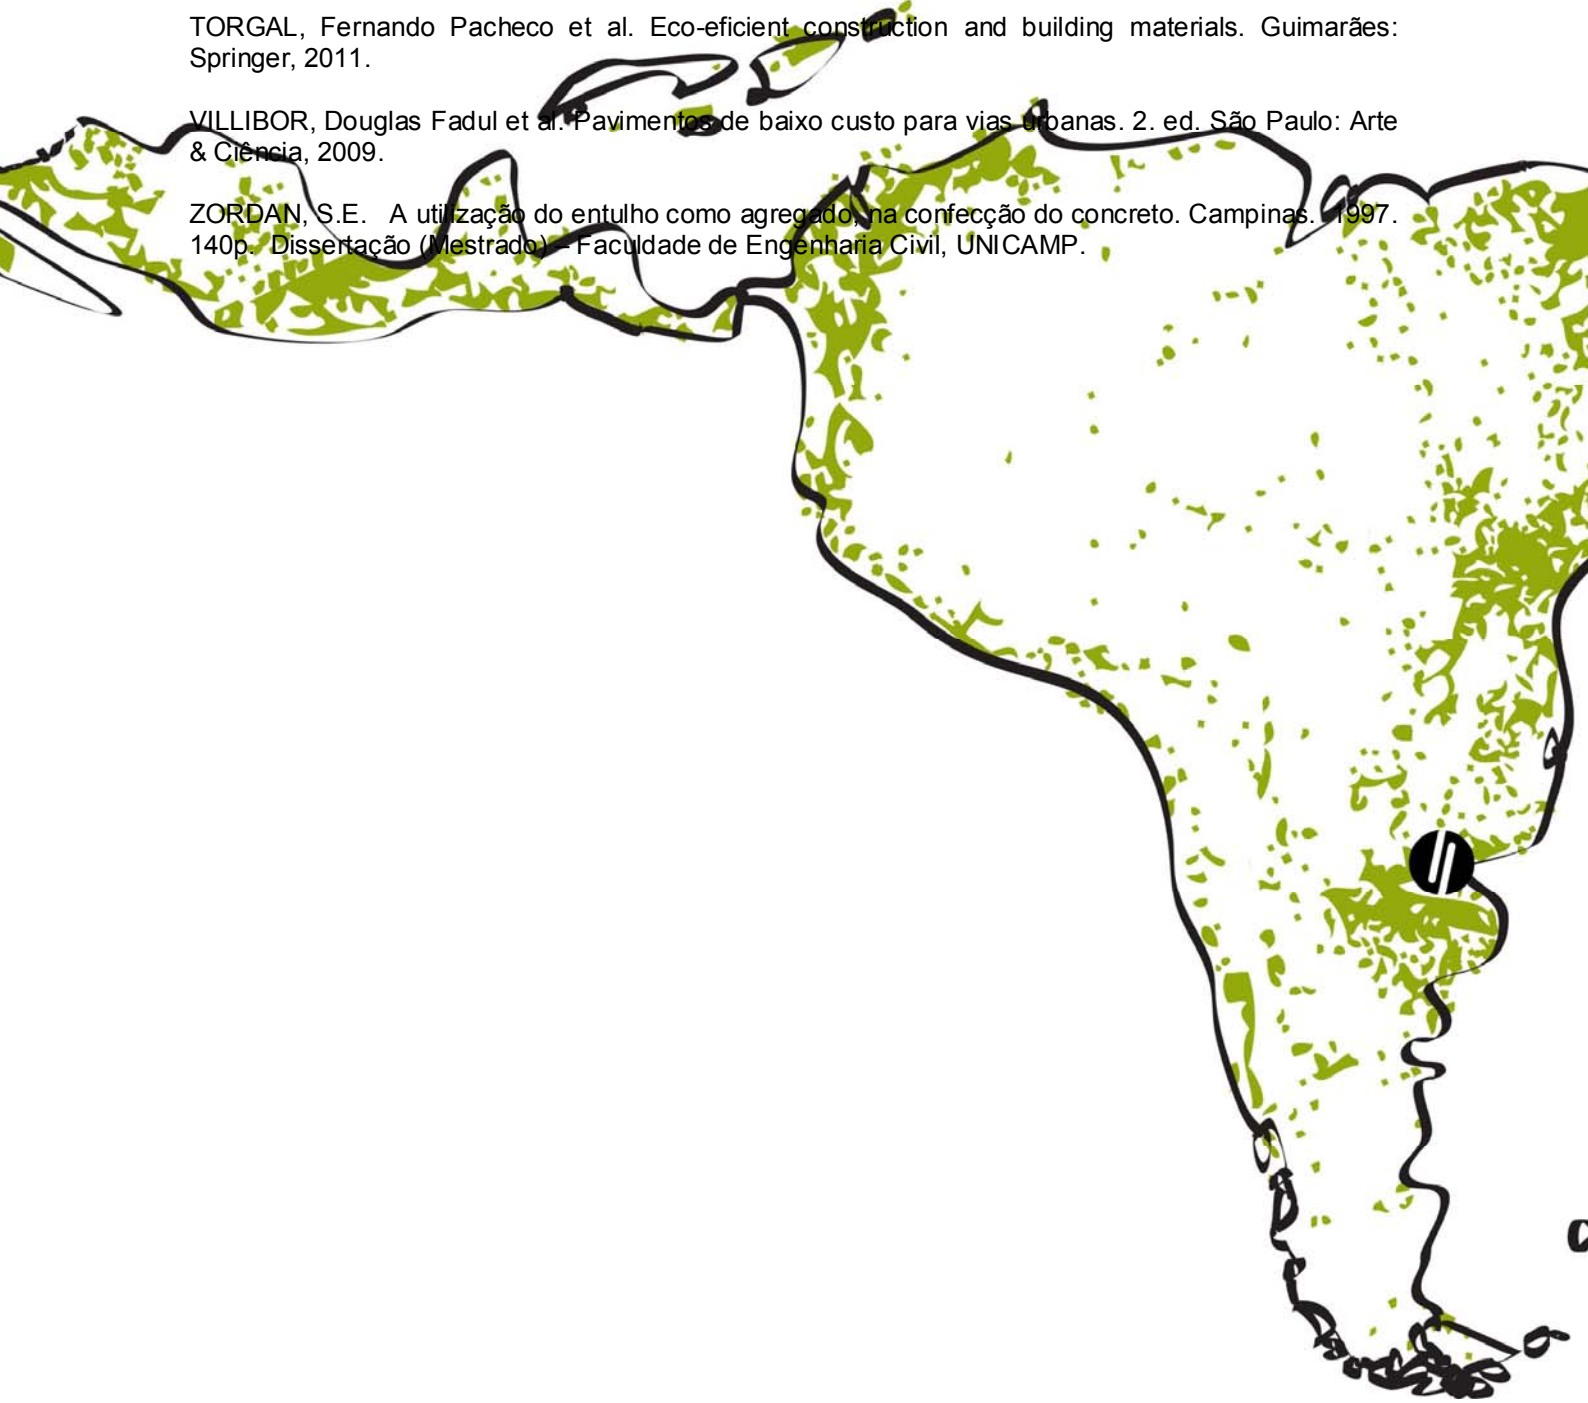 TORGAL, Fernando Pacheco et al. Eco-eficient construction and building materials. Guimarães:
Springer, 2011.
VILLIBOR, Douglas Fadul et al. Pavimentos de baixo custo para vias urbanas. 2. ed. São Paulo: Arte
& Ciência, 2009.
ZORDAN, S.E. A utilização do entulho como agregado, na confecção do concreto. Campinas. 1997.
140p. Dissertação (Mestrado) – Faculdade de Engenharia Civil, UNICAMP.